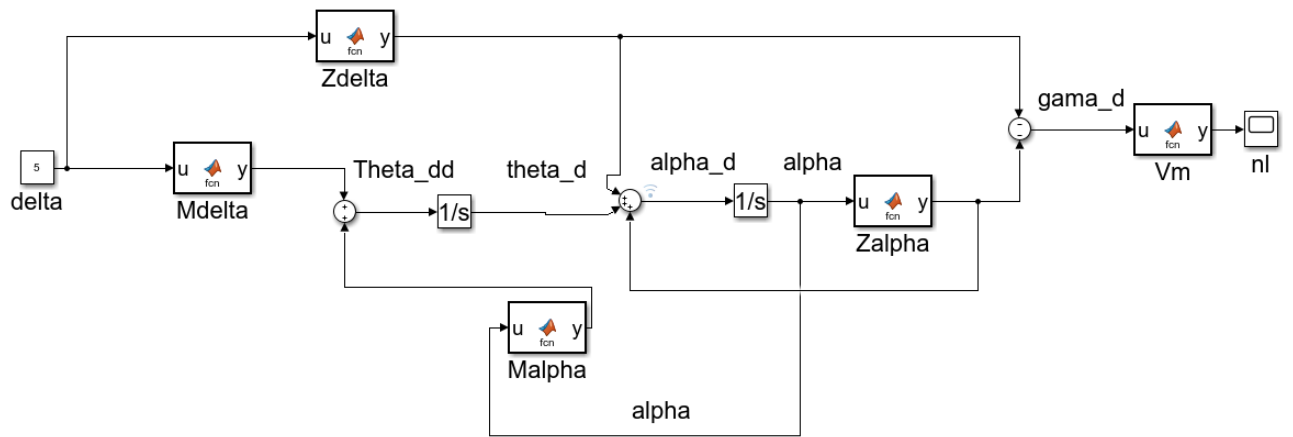 u fcn y
Zdelta
gama_d
5
delta
u fcn y
Mdelta
Theta_dd
theta_d
alpha_d
alpha
u fcn y
Vm
nl
+
+
1/s
+
+
+
1/s
u fcn y
Zalpha
-
-
u fcn y
Malpha
alpha